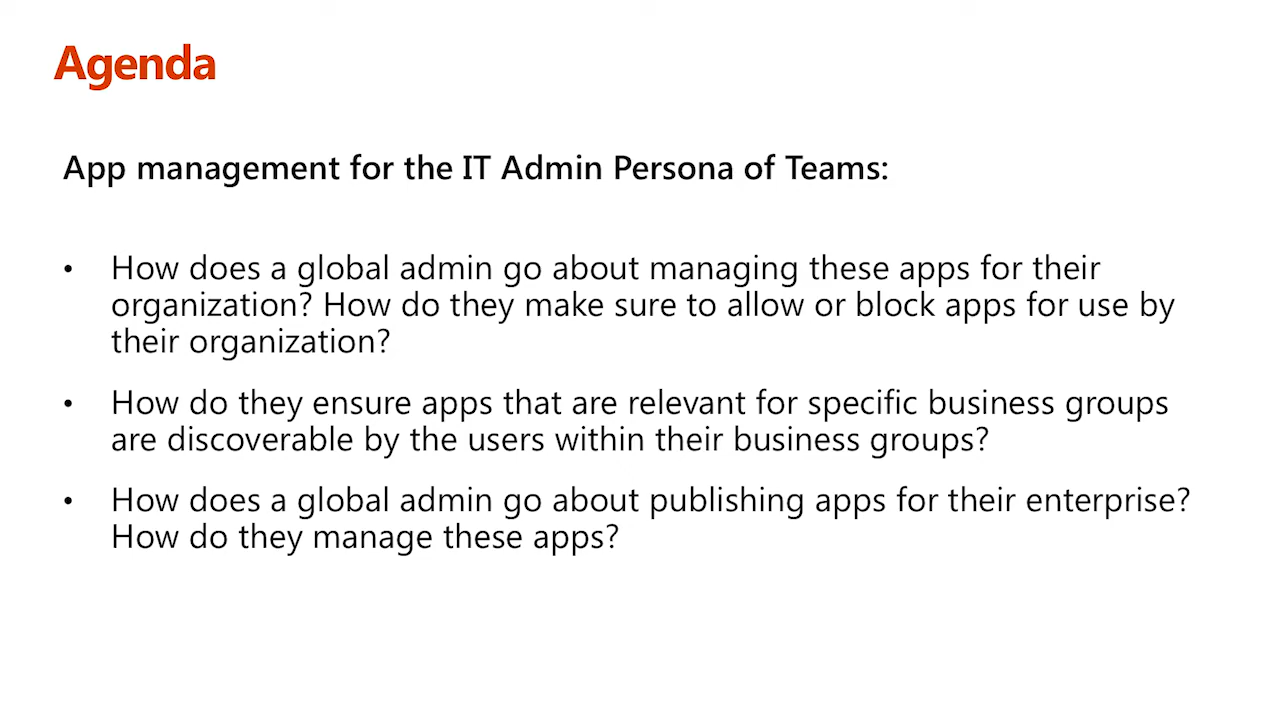 Agenda
App management for the IT Admin Persona of Teams:
• How does a global admin go about managing these apps for their
organization? How do they make sure to allow or block apps for use by
their organization?
• How do they ensure apps that are relevant for specific business groups
are discoverable by the users within their business groups?
• How does a global admin go about publishing apps for their enterprise?
How do they manage these apps?